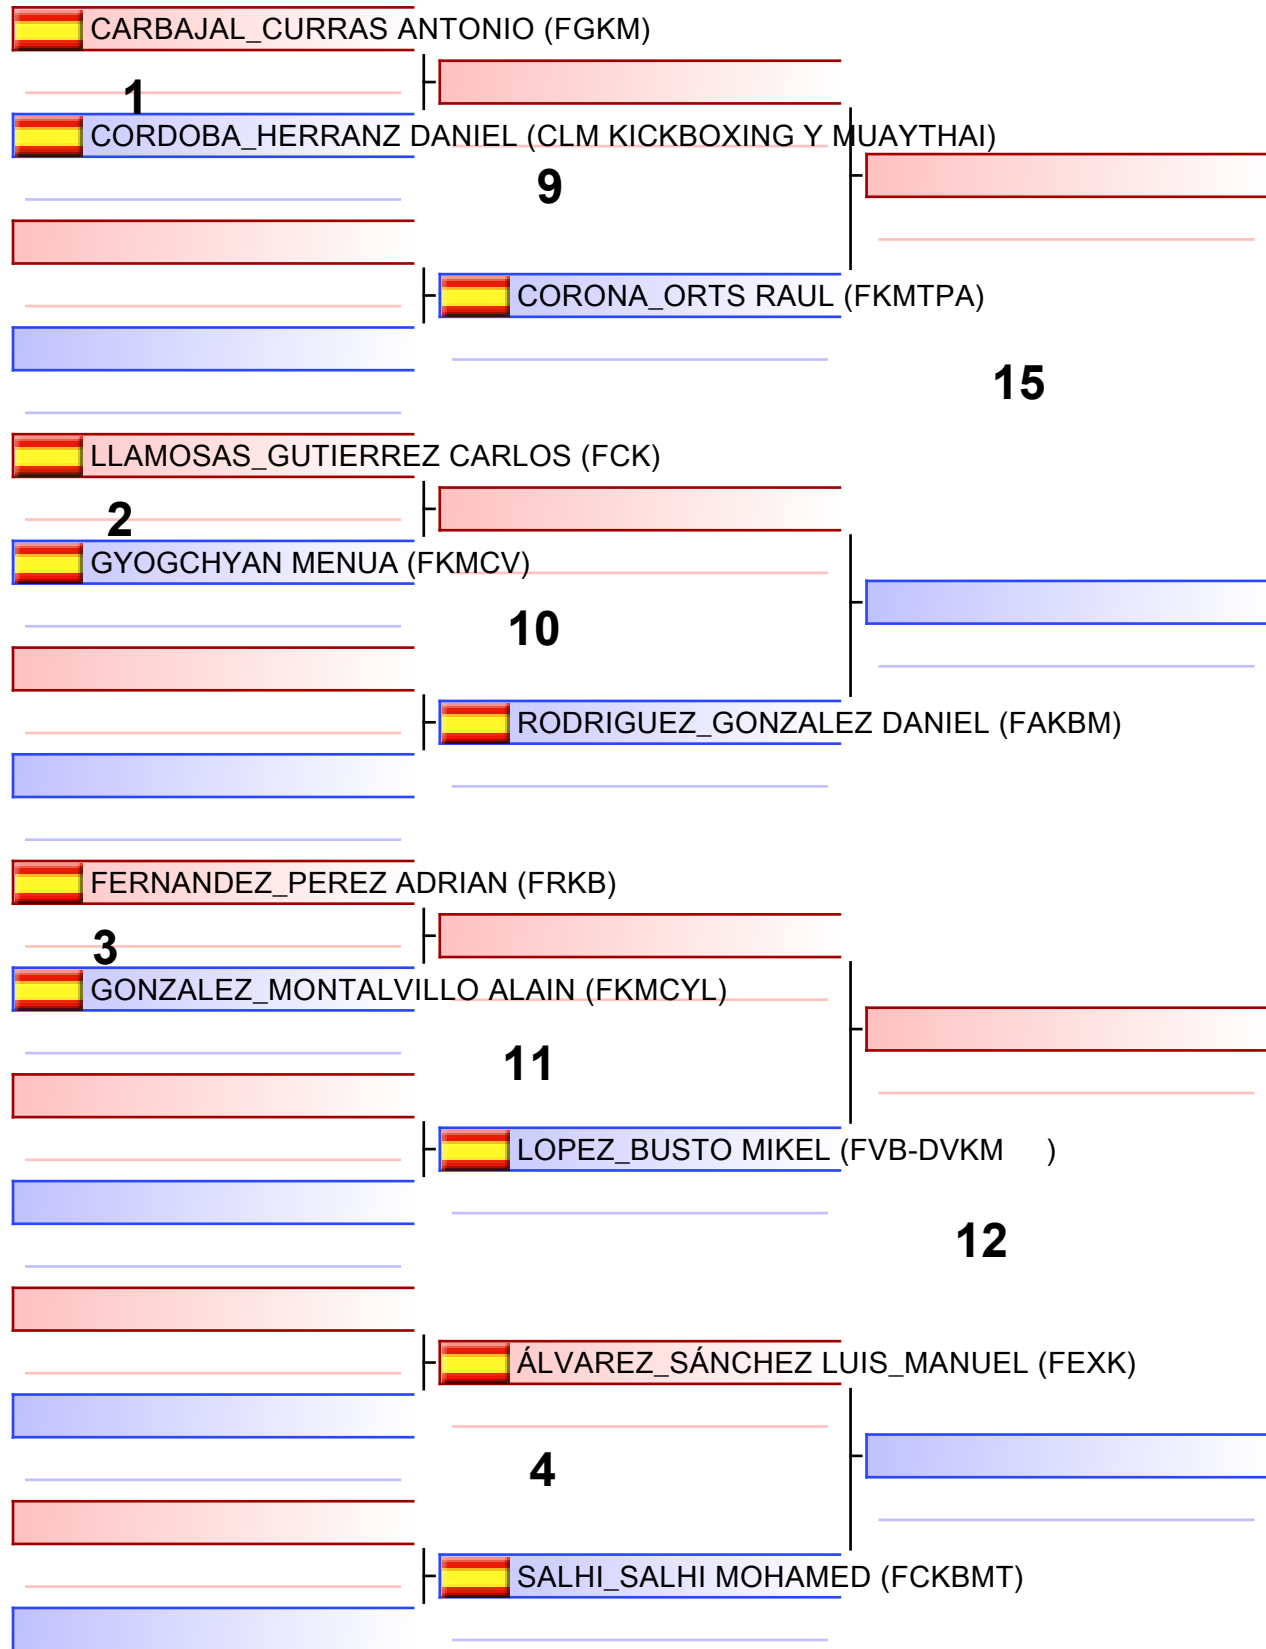 CARBAJAL_CURRAS ANTONIO (FGKM)
1
CORDOBA_HERRANZ DANIEL (CLM KICKBOXING Y MUAYTHAI)
9
CORONA_ORTS RAUL (FKMTPA)
15
LLAMOSAS_GUTIERREZ CARLOS (FCK)
2
GYOGCHYAN MENUA (FKMCV)
10
RODRIGUEZ_GONZALEZ DANIEL (FAKBM)
FERNANDEZ_PEREZ ADRIAN (FRKB)
3
GONZALEZ_MONTALVILLO ALAIN (FKMCYL)
11
LOPEZ_BUSTO MIKEL (FVB-DVKM )
12
ÁLVAREZ_SÁNCHEZ LUIS_MANUEL (FEXK)
4
SALHI_SALHI MOHAMED (FCKBMT)